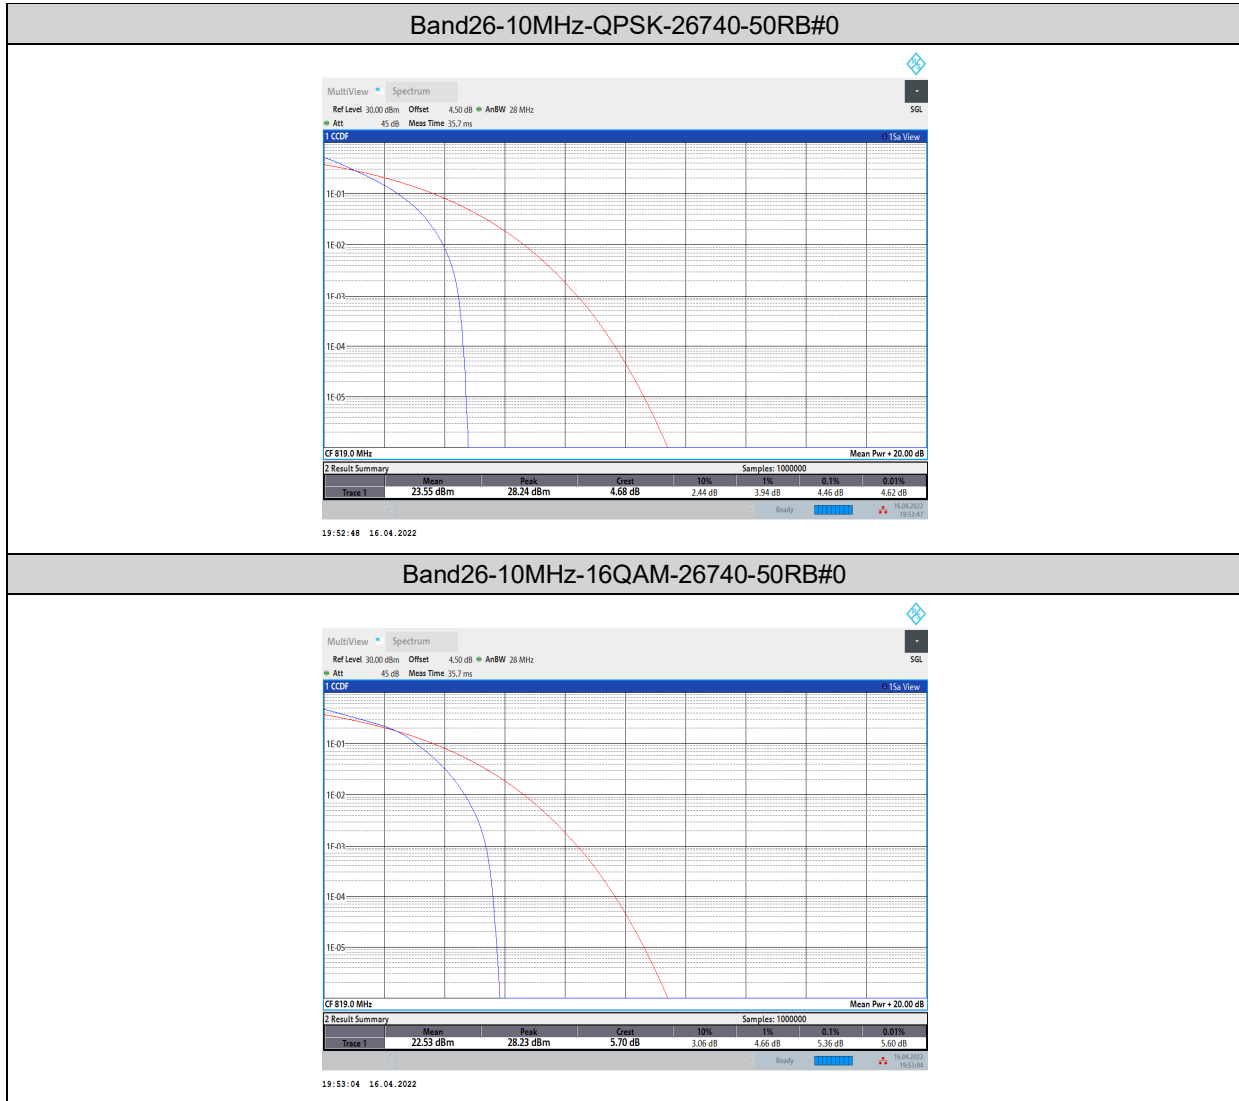 Band26-10MHz-QPSK-26740-50RB#0
MultiView Spectrum
Ref Level 30.00 dBm Offset 4.50 dB AnBW 28 MHz SGL
Att 45 dB Meas Time 35.7 ms
1 CCDF 1Sa View
1E-01
1E-02
1E-03
1E-04
1E-05
CF 819.0 MHz Mean Pwr + 20.00 dB
2 Result Summary Samples: 1000000
Mean Peak Crest 10% 1% 0.1% 0.01%
Trace 1 23.55 dBm 28.24 dBm 4.68 dB 2.44 dB 3.94 dB 4.46 dB 4.62 dB
Ready 16.04.2022
19:52:47
19:52:48 16.04.2022
Band26-10MHz-16QAM-26740-50RB#0
MultiView Spectrum
Ref Level 30.00 dBm Offset 4.50 dB AnBW 28 MHz SGL
Att 45 dB Meas Time 35.7 ms
1 CCDF 1Sa View
1E-01
1E-02
1E-03
1E-04
1E-05
CF 819.0 MHz Mean Pwr + 20.00 dB
2 Result Summary Samples: 1000000
Mean Peak Crest 10% 1% 0.1% 0.01%
Trace 1 22.53 dBm 28.23 dBm 5.70 dB 3.06 dB 4.66 dB 5.36 dB 5.60 dB
Ready 16.04.2022
19:53:04
19:53:04 16.04.2022